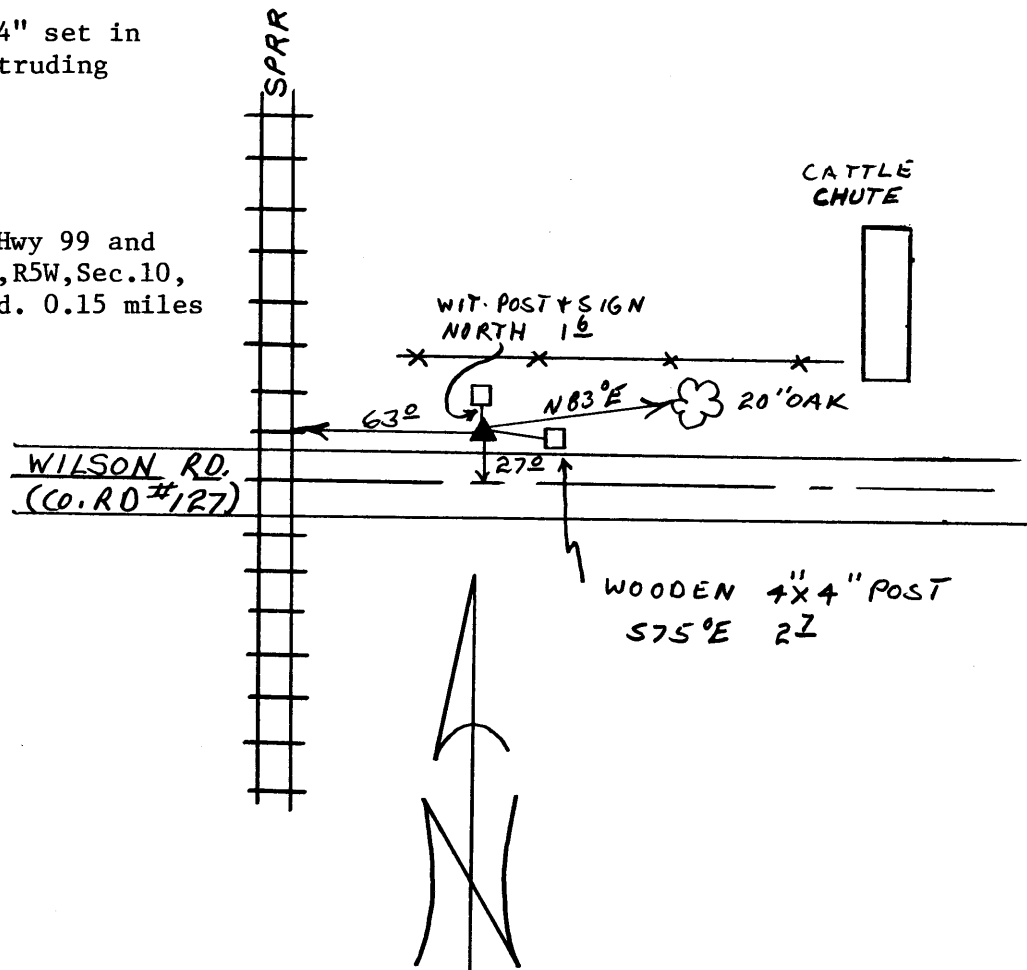 4" set in
truding
SPRR
Hwy 99 and
,R5W,Sec.10,
d. 0.15 miles
CATTLE
CHUTE
WIT. POST & SIGN
NORTH 1 6
63 0
N83°E
20" OAK
27 0
WILSON RD.
(CO. RD #127)
WOODEN 4"X4" POST
S75°E 2 7